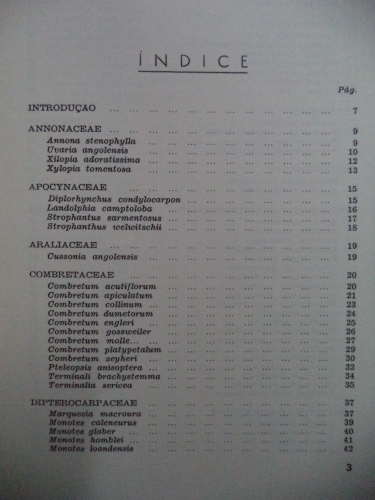 ÍNDICE
Pág.
INTRODUÇAO ... 7
ANNONACEAE ... 9
Annona stenophylla ... 9
Uvaria angolensis ... 10
Xilopia adoratissima ... 12
Xylopia tomentosa ... 13
APOCYNACEAE ... 15
Diplorhynchus condylocarpon ... 15
Landolphia camptoloba ... 16
Strophantus sarmentosus ... 17
Strophanthus welwitschii ... 18
ARALIACEAE ... 19
Cussonia angolensis ... 19
COMBRETACEAE ... 20
Combretum acutiflorum ... 20
Combretum apiculatum ... 21
Combretum collinum ... 23
Combretum dumetorum ... 24
Combretum engleri ... 25
Combretum gossweiler ... 26
Combretum molle ... 27
Combretum platypetalum ... 29
Combretum zeyheri ... 30
Pteleopsis anisoptera ... 32
Terminali brachystemma ... 34
Terminalia sericea ... 35
DIPTEROCARPACEAE ... 37
Marquesia macroura ... 37
Monotes caleneurus ... 39
Monotes glaber ... 40
Monotes homblei ... 41
Monotes loandensis ... 42
3